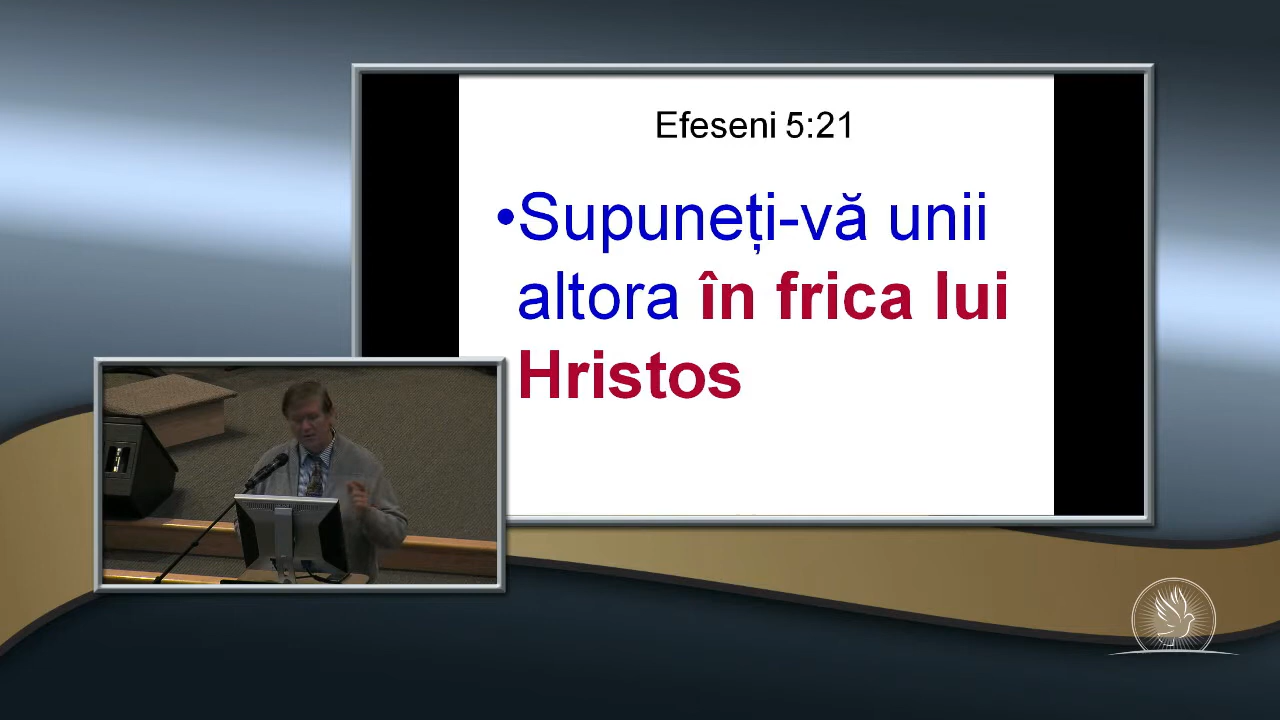 Efeseni 5:21
•Supuneți-vă unii
altora în frica lui
Hristos